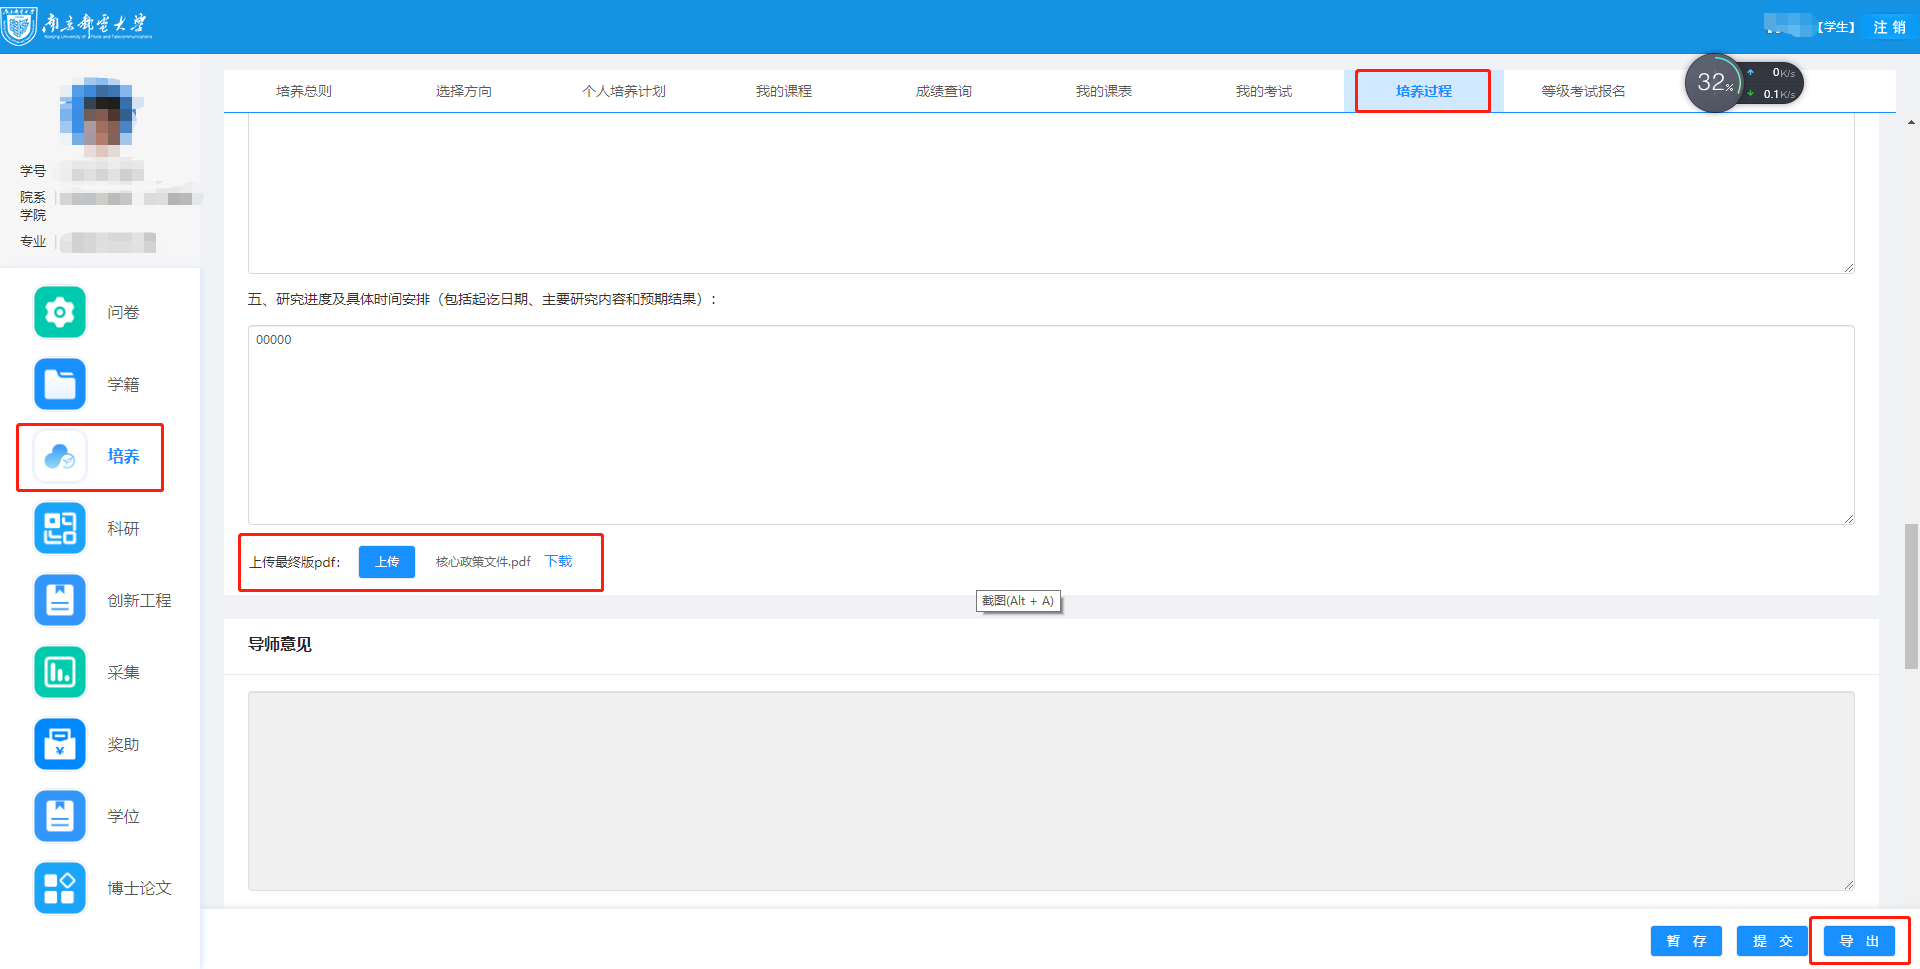 南京邮电大学
Nanjing University of Posts and Telecommunications
【学生】
注 销
32%
0K/s
0.1K/s
培养总则
选择方向
个人培养计划
我的课程
成绩查询
我的课表
我的考试
培养过程
等级考试报名
学号
院系
学院
专业
问卷
学籍
培养
科研
创新工程
采集
奖助
学位
博士论文
五、研究进度及具体时间安排（包括起讫日期、主要研究内容和预期结果）：
00000
上传最终版pdf： 上传 核心政策文件.pdf 下载
截图(Alt + A)
导师意见
暂 存
提 交
导 出